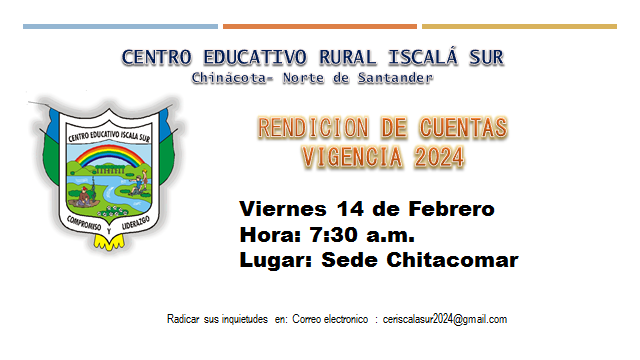 CENTRO EDUCATIVO RURAL ISCALÁ SUR
Chinácota- Norte de Santander
CENTRO EDUCATIVO ISCALA SUR
COMPROMISO Y LIDERAZGO
RENDICION DE CUENTAS
VIGENCIA 2024
Viernes 14 de Febrero
Hora: 7:30 a.m.
Lugar: Sede Chitacomar
Radicar sus inquietudes en: Correo electronico : ceriscalasur2024@gmail.com